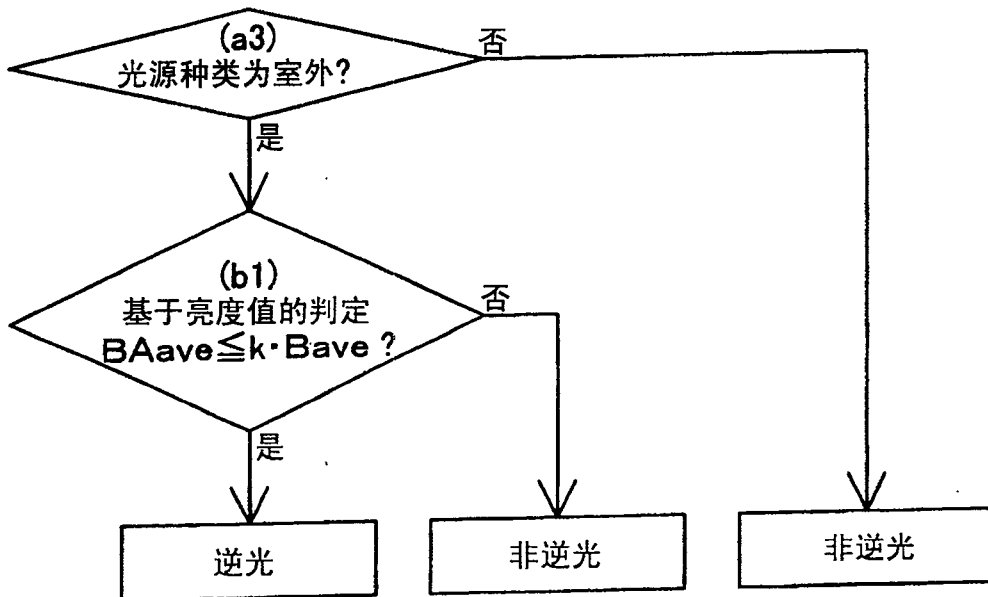 (a3)
光源种类为室外?
否
是
(b1)
基于亮度值的判定
BAave≦k·Bave ?
否
是
逆光
非逆光
非逆光